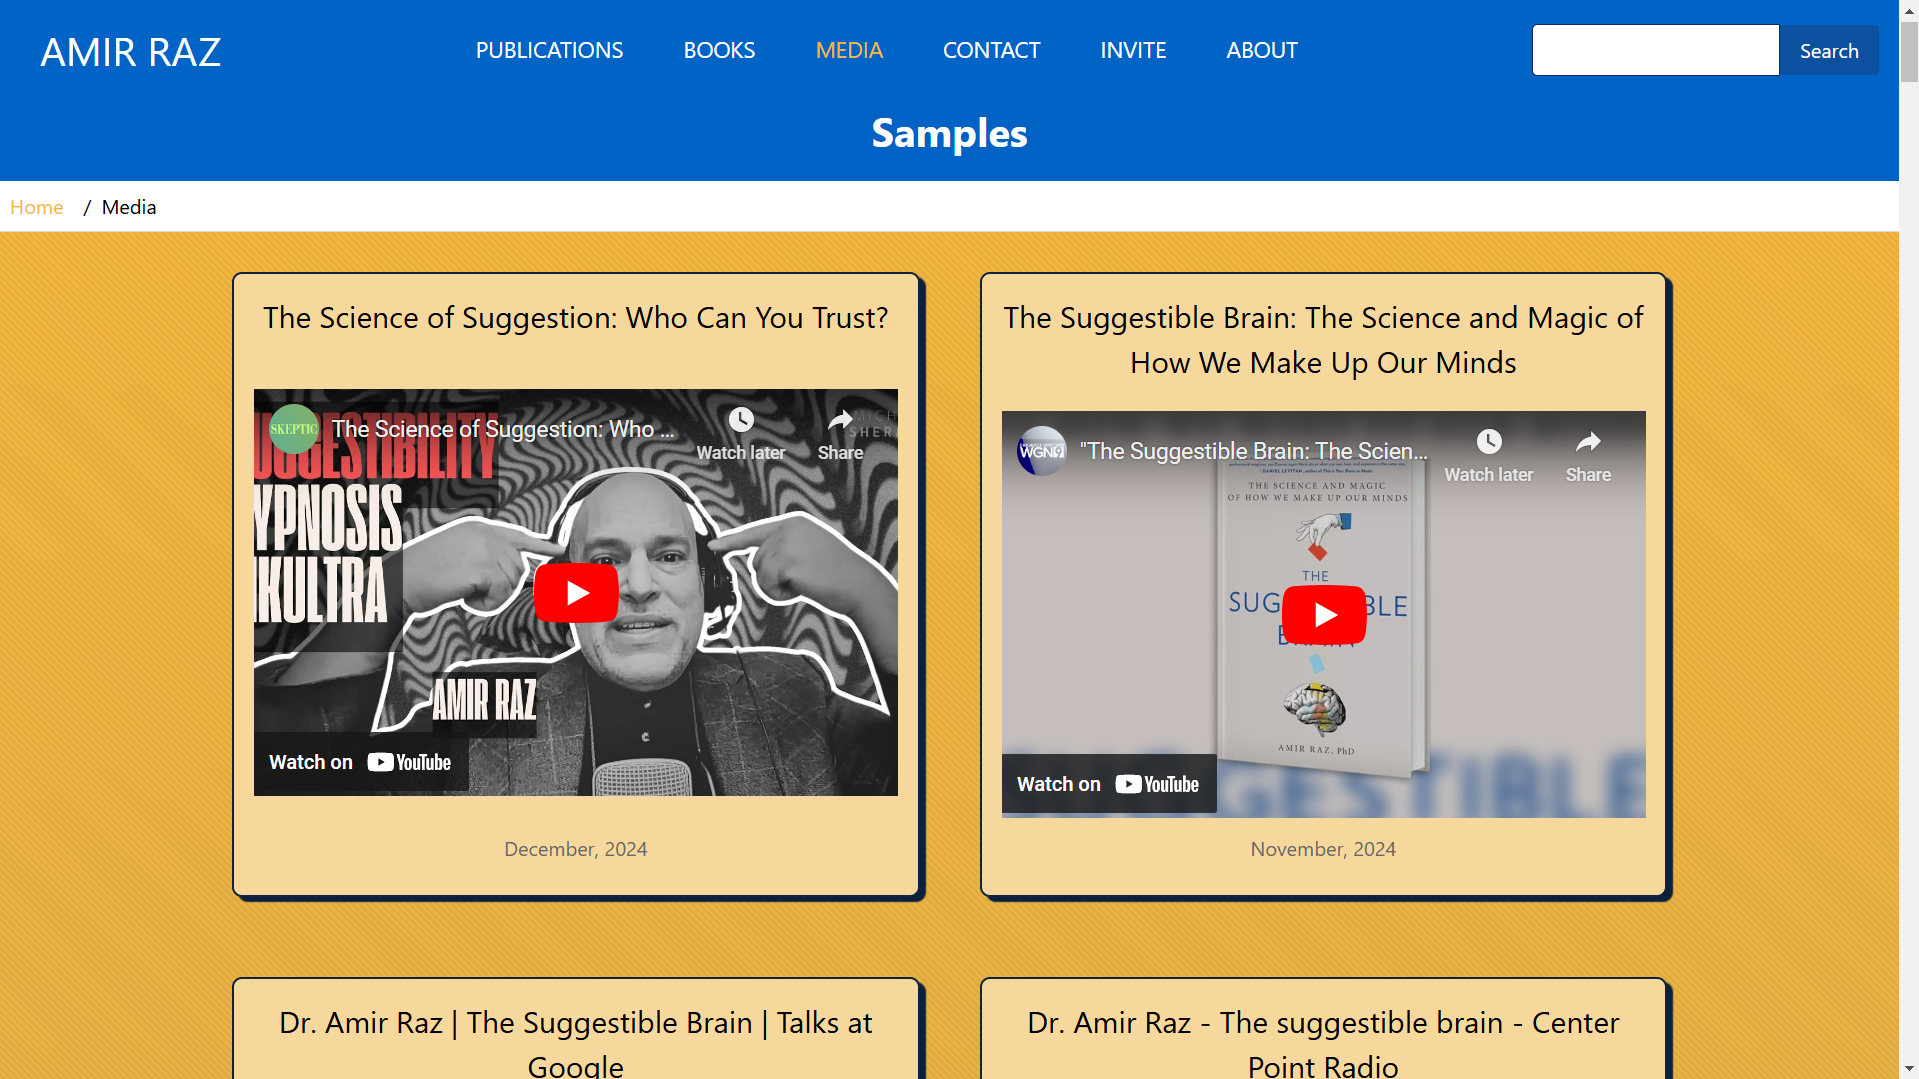 AMIR RAZ
PUBLICATIONS
BOOKS
MEDIA
CONTACT
INVITE
ABOUT
Search
Samples
Home / Media
The Science of Suggestion: Who Can You Trust?
SKEPTIC
The Science of Suggestion: Who ...
Watch later
Share
MICH
SHER
UGGESTIBILITY
YPNOSIS
KULTRA
AMIR RAZ
Watch on YouTube
December, 2024
The Suggestible Brain: The Science and Magic of
How We Make Up Our Minds
WGN9
"The Suggestible Brain: The Scien...
Watch later
Share
THE SCIENCE AND MAGIC
OF HOW WE MAKE UP OUR MINDS
THE
SUG BLE
AMIR RAZ, PhD
GESTIBLE
Watch on YouTube
November, 2024
Dr. Amir Raz | The Suggestible Brain | Talks at
Google
Dr. Amir Raz - The suggestible brain - Center
Point Radio